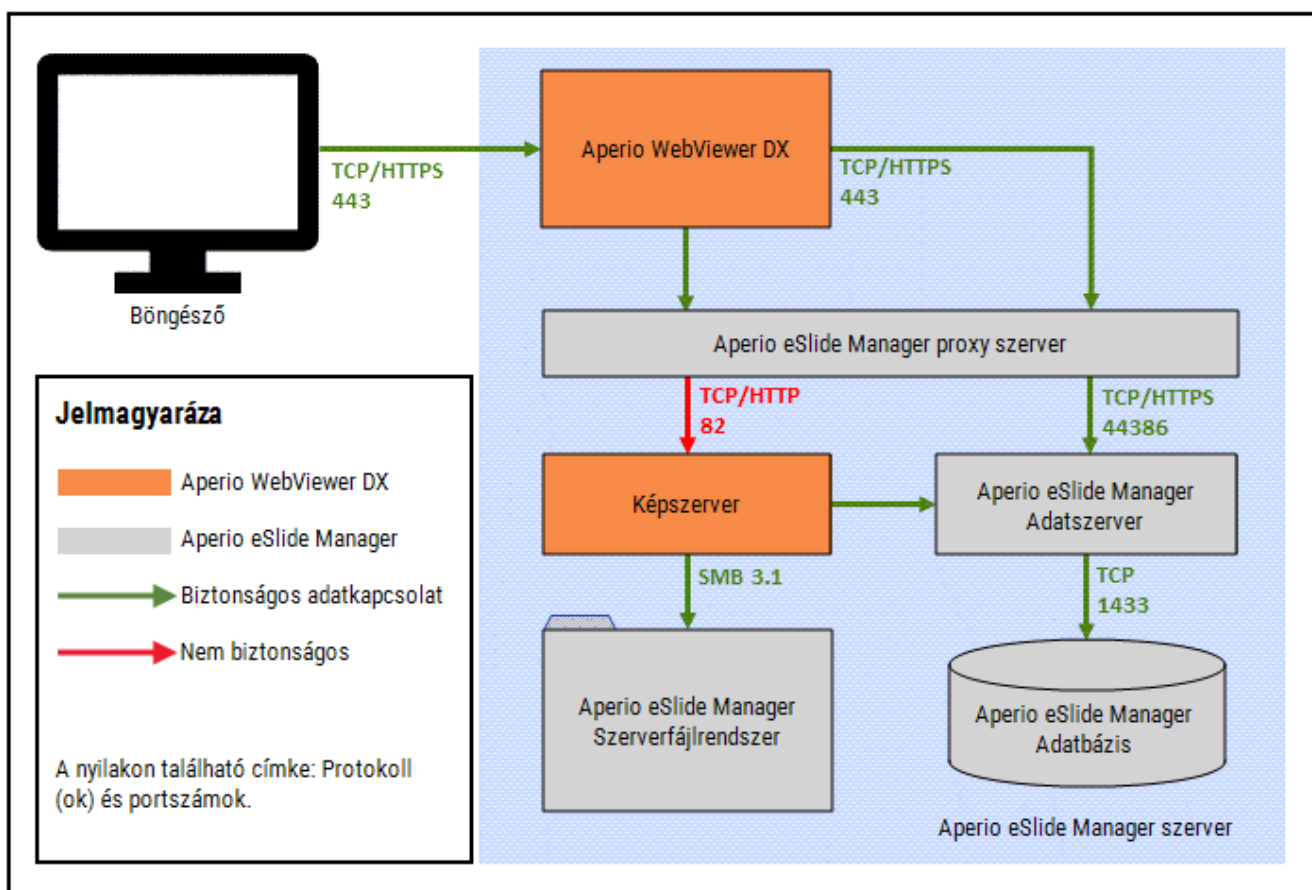 Aperio WebViewer DX
TCP/HTTPS
443
TCP/HTTPS
443
Böngésző
Aperio eSlide Manager proxy szerver
TCP/HTTP
82
TCP/HTTPS
44386
Képszerver
Aperio eSlide Manager
Adatszerver
SMB 3.1
TCP
1433
Aperio eSlide Manager
Szerverfájlrendszer
Aperio eSlide Manager
Adatbázis
Aperio eSlide Manager szerver
Jelmagyaráza
Aperio WebViewer DX
Aperio eSlide Manager
Biztonságos adatkapcsolat
Nem biztonságos
A nyilakon található címke: Protokoll
(ok) és portszámok.